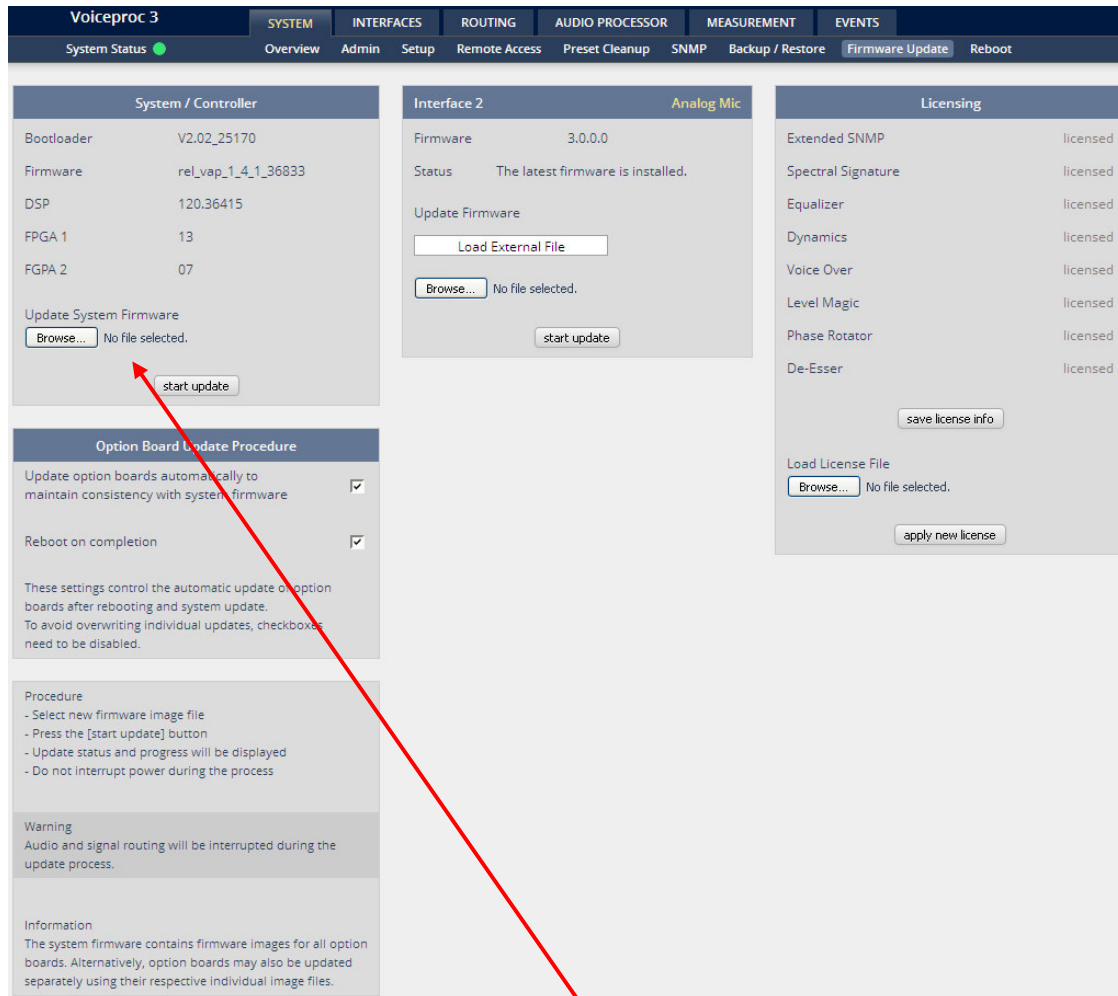 Voiceproc 3
SYSTEM INTERFACES ROUTING AUDIO PROCESSOR MEASUREMENT EVENTS
System Status Overview Admin Setup Remote Access Preset Cleanup SNMP Backup / Restore Firmware Update Reboot
System / Controller
Bootloader V2.02_25170
Firmware rel_vap_1_4_1_36833
DSP 120.36415
FPGA 1 13
FGPA 2 07
Update System Firmware
Browse... No file selected.
start update
Option Board Update Procedure
Update option boards automatically to
maintain consistency with system firmware
Reboot on completion
These settings control the automatic update of option
boards after rebooting and system update.
To avoid overwriting individual updates, checkboxes
need to be disabled.
Procedure
- Select new firmware image file
- Press the [start update] button
- Update status and progress will be displayed
- Do not interrupt power during the process
Warning
Audio and signal routing will be interrupted during the
update process.
Information
The system firmware contains firmware images for all option
boards. Alternatively, option boards may also be updated
separately using their respective individual image files.
Interface 2 Analog Mic
Firmware 3.0.0.0
Status The latest firmware is installed.
Update Firmware
Load External File
Browse... No file selected.
start update
Licensing
Extended SNMP licensed
Spectral Signature licensed
Equalizer licensed
Dynamics licensed
Voice Over licensed
Level Magic licensed
Phase Rotator licensed
De-Esser licensed
save license info
Load License File
Browse... No file selected.
apply new license